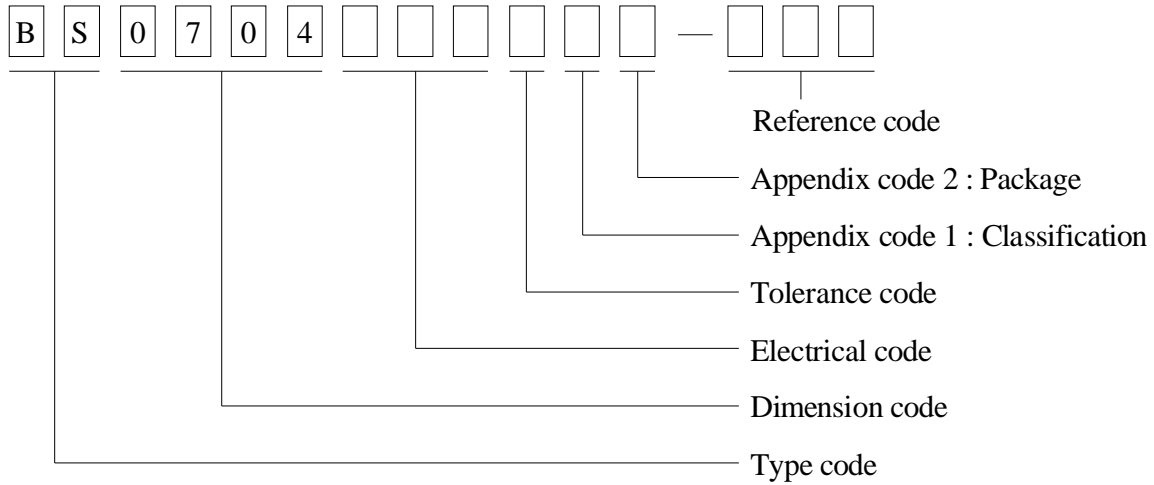 B S 0 7 0 4 —
Reference code
Appendix code 2 : Package
Appendix code 1 : Classification
Tolerance code
Electrical code
Dimension code
Type code